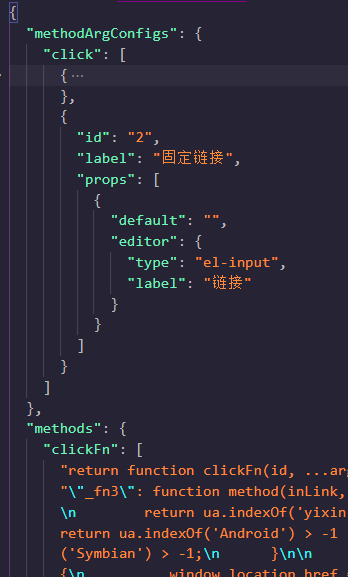 {
"methodArgConfigs": {
"click": [
{ ⋯
},
{
"id": "2",
"label": "固定链接",
"props": [
{
"default": "",
"editor": {
"type": "el-input",
"label": "链接"
}
}
]
}
]
},
"methods": {
"clickFn": [
"return function clickFn(id, ...arg
"\"_fn3\": function method(inLink,
\n return ua.indexOf('yixin
return ua.indexOf('Android') > -1
('Symbian') > -1;\n }\n\n
{\n window.location.href